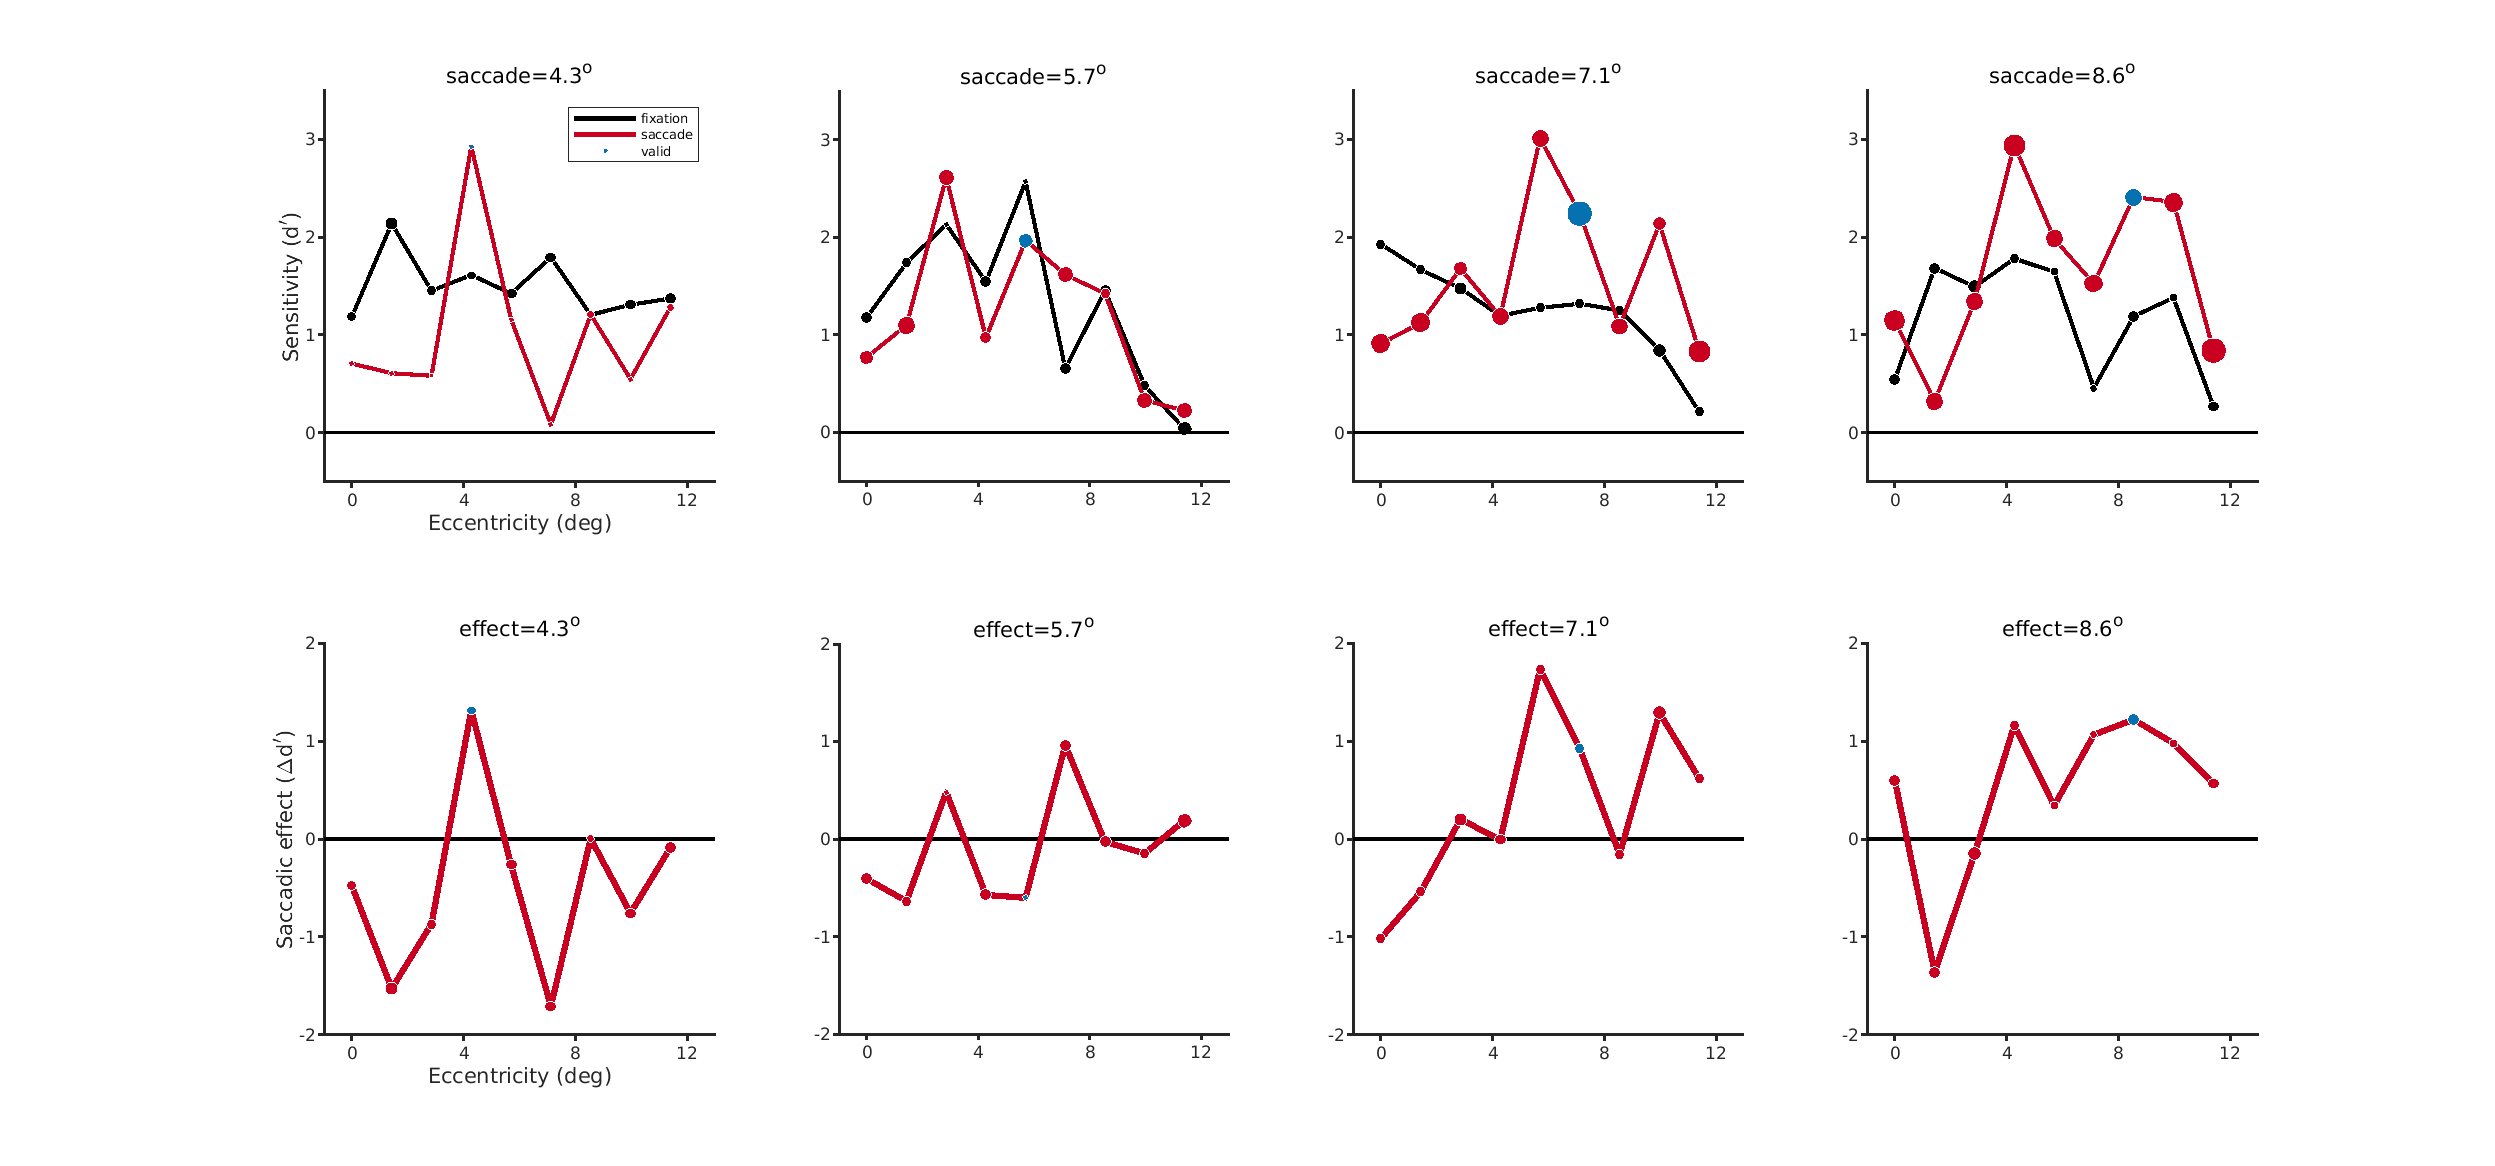 saccade=4.3°
saccade=5.7°
saccade=7.1°
saccade=8.6°
fixation
saccade
valid
Sensitivity (d′)
3
2
1
0
0 4 8 12
Eccentricity (deg)
3
2
1
0
0 4 8 12
3
2
1
0
0 4 8 12
3
2
1
0
0 4 8 12
effect=4.3°
effect=5.7°
effect=7.1°
effect=8.6°
Saccadic effect (△d′)
2
1
0
-1
-2
0 4 8 12
Eccentricity (deg)
2
1
0
-1
-2
0 4 8 12
2
1
0
-1
-2
0 4 8 12
2
1
0
-1
-2
0 4 8 12